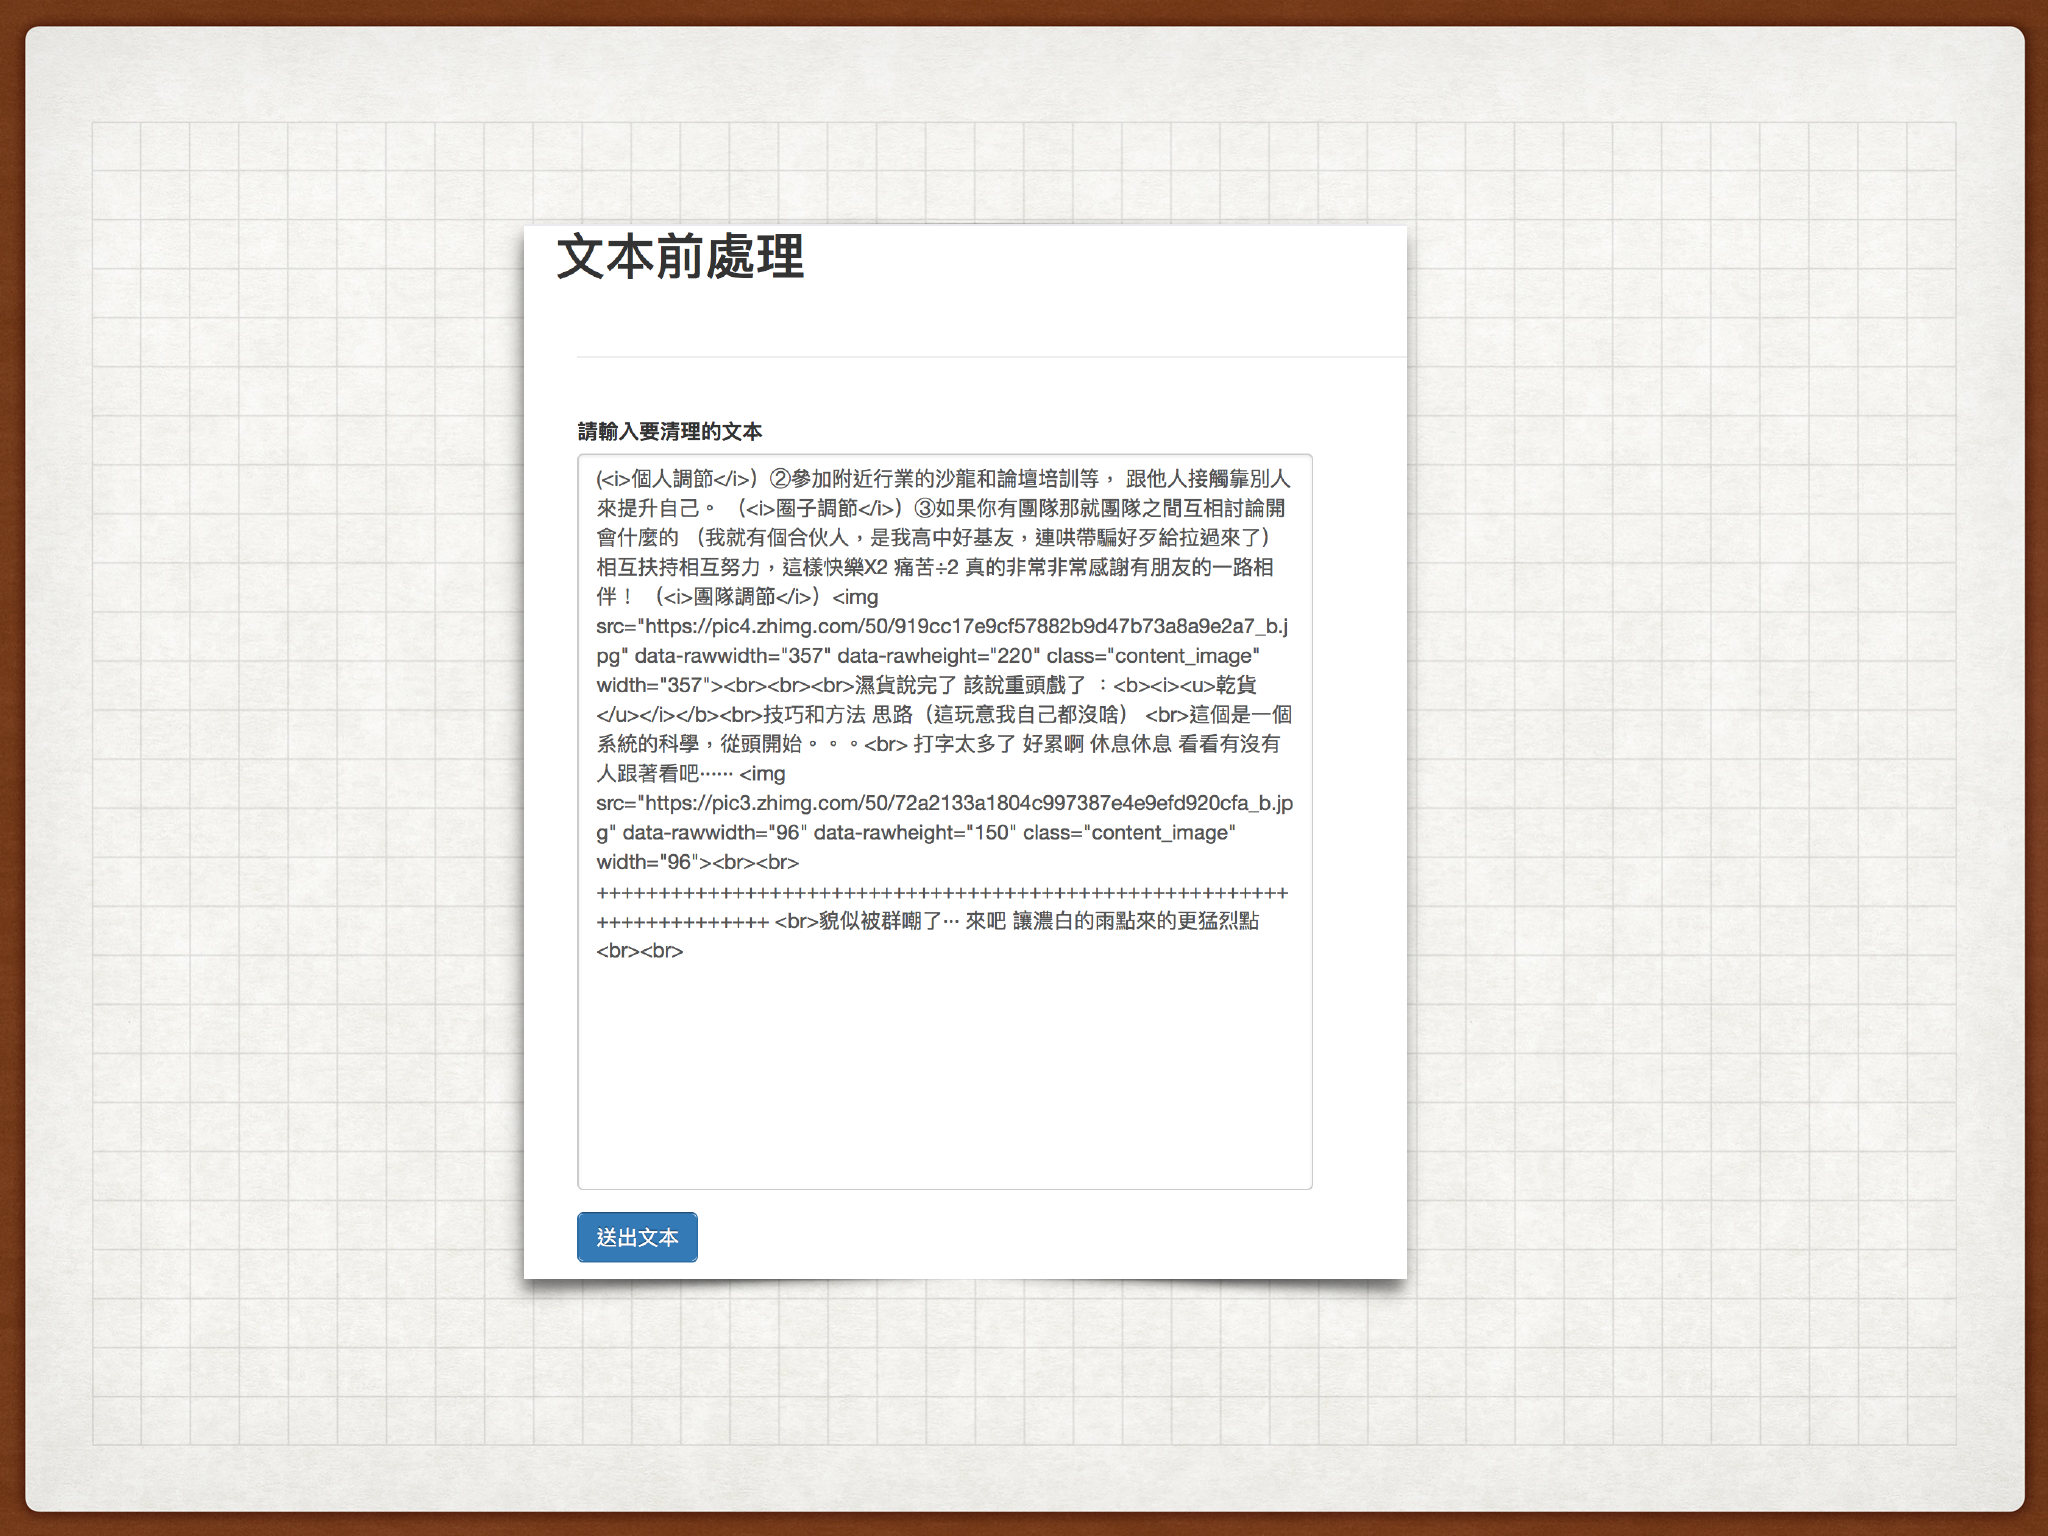 文本前處理
請輸入要清理的文本
(<i>個人調節</i>）②參加附近行業的沙龍和論壇培訓等， 跟他人接觸靠別人
來提升自己。 （<i>圈子調節</i>）③如果你有團隊那就團隊之間互相討論開
會什麼的 （我就有個合伙人，是我高中好基友，連哄帶騙好歹給拉過來了）
相互扶持相互努力，這樣快樂X2 痛苦÷2 真的非常非常感謝有朋友的一路相
伴！ （<i>團隊調節</i>）<img
src="https://pic4.zhimg.com/50/919cc17e9cf57882b9d47b73a8a9e2a7_b.j
pg" data-rawwidth="357" data-rawheight="220" class="content_image"
width="357"><br><br><br>濕貨說完了 該說重頭戲了 ：<b><i><u>乾貨
</u></i></b><br>技巧和方法 思路（這玩意我自己都沒啥） <br>這個是一個
系統的科學，從頭開始。。。<br> 打字太多了 好累啊 休息休息 看看有沒有
人跟著看吧…… <img
src="https://pic3.zhimg.com/50/72a2133a1804c997387e4e9efd920cfa_b.jp
g" data-rawwidth="96" data-rawheight="150" class="content_image"
width="96"><br><br>
++++++++++++++++++++++++++++++++++++++++++++++++++++++++
++++++++++++++ <br>貌似被群嘲了… 來吧 讓濃白的雨點來的更猛烈點
<br><br>
送出文本